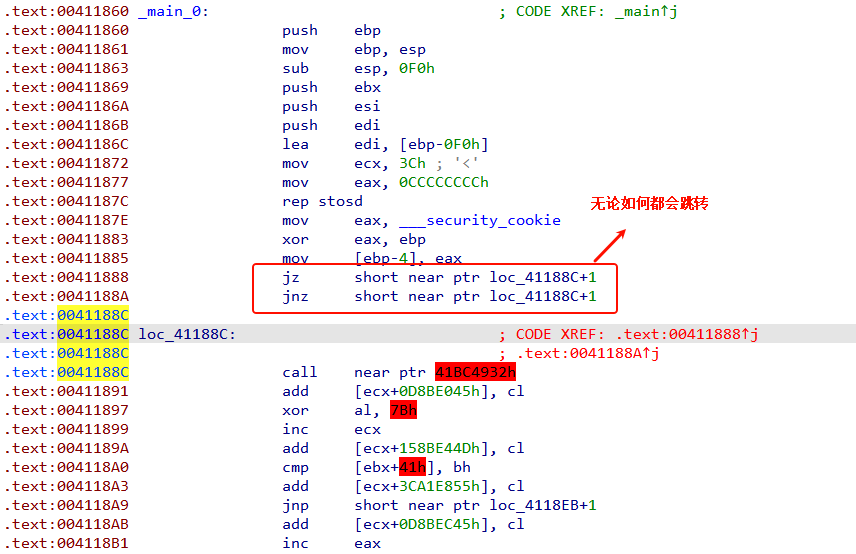 .text:00411860 _main_0: ; CODE XREF: _main↑j
.text:00411860 push ebp
.text:00411861 mov ebp, esp
.text:00411863 sub esp, 0F0h
.text:00411869 push ebx
.text:0041186A push esi
.text:0041186B push edi
.text:0041186C lea edi, [ebp-0F0h]
.text:00411872 mov ecx, 3Ch ; '<'
.text:00411877 mov eax, 0CCCCCCCCh
.text:0041187C rep stosd
无论如何都会跳转
.text:0041187E mov eax, ___security_cookie
.text:00411883 xor eax, ebp
.text:00411885 mov [ebp-4], eax
.text:00411888 jz short near ptr loc_41188C+1
.text:0041188A jnz short near ptr loc_41188C+1
.text:0041188C
.text:0041188C loc_41188C: ; CODE XREF: .text:00411888↑j
.text:0041188C ; .text:0041188A↑j
.text:0041188C call near ptr 41BC4932h
.text:00411891 add [ecx+0D8BE045h], cl
.text:00411897 xor al, 7Bh
.text:00411899 inc ecx
.text:0041189A add [ecx+158BE44Dh], cl
.text:004118A0 cmp [ebx+41h], bh
.text:004118A3 add [ecx+3CA1E855h], cl
.text:004118A9 jnp short near ptr loc_4118EB+1
.text:004118AB add [ecx+0D8BEC45h], cl
.text:004118B1 inc eax